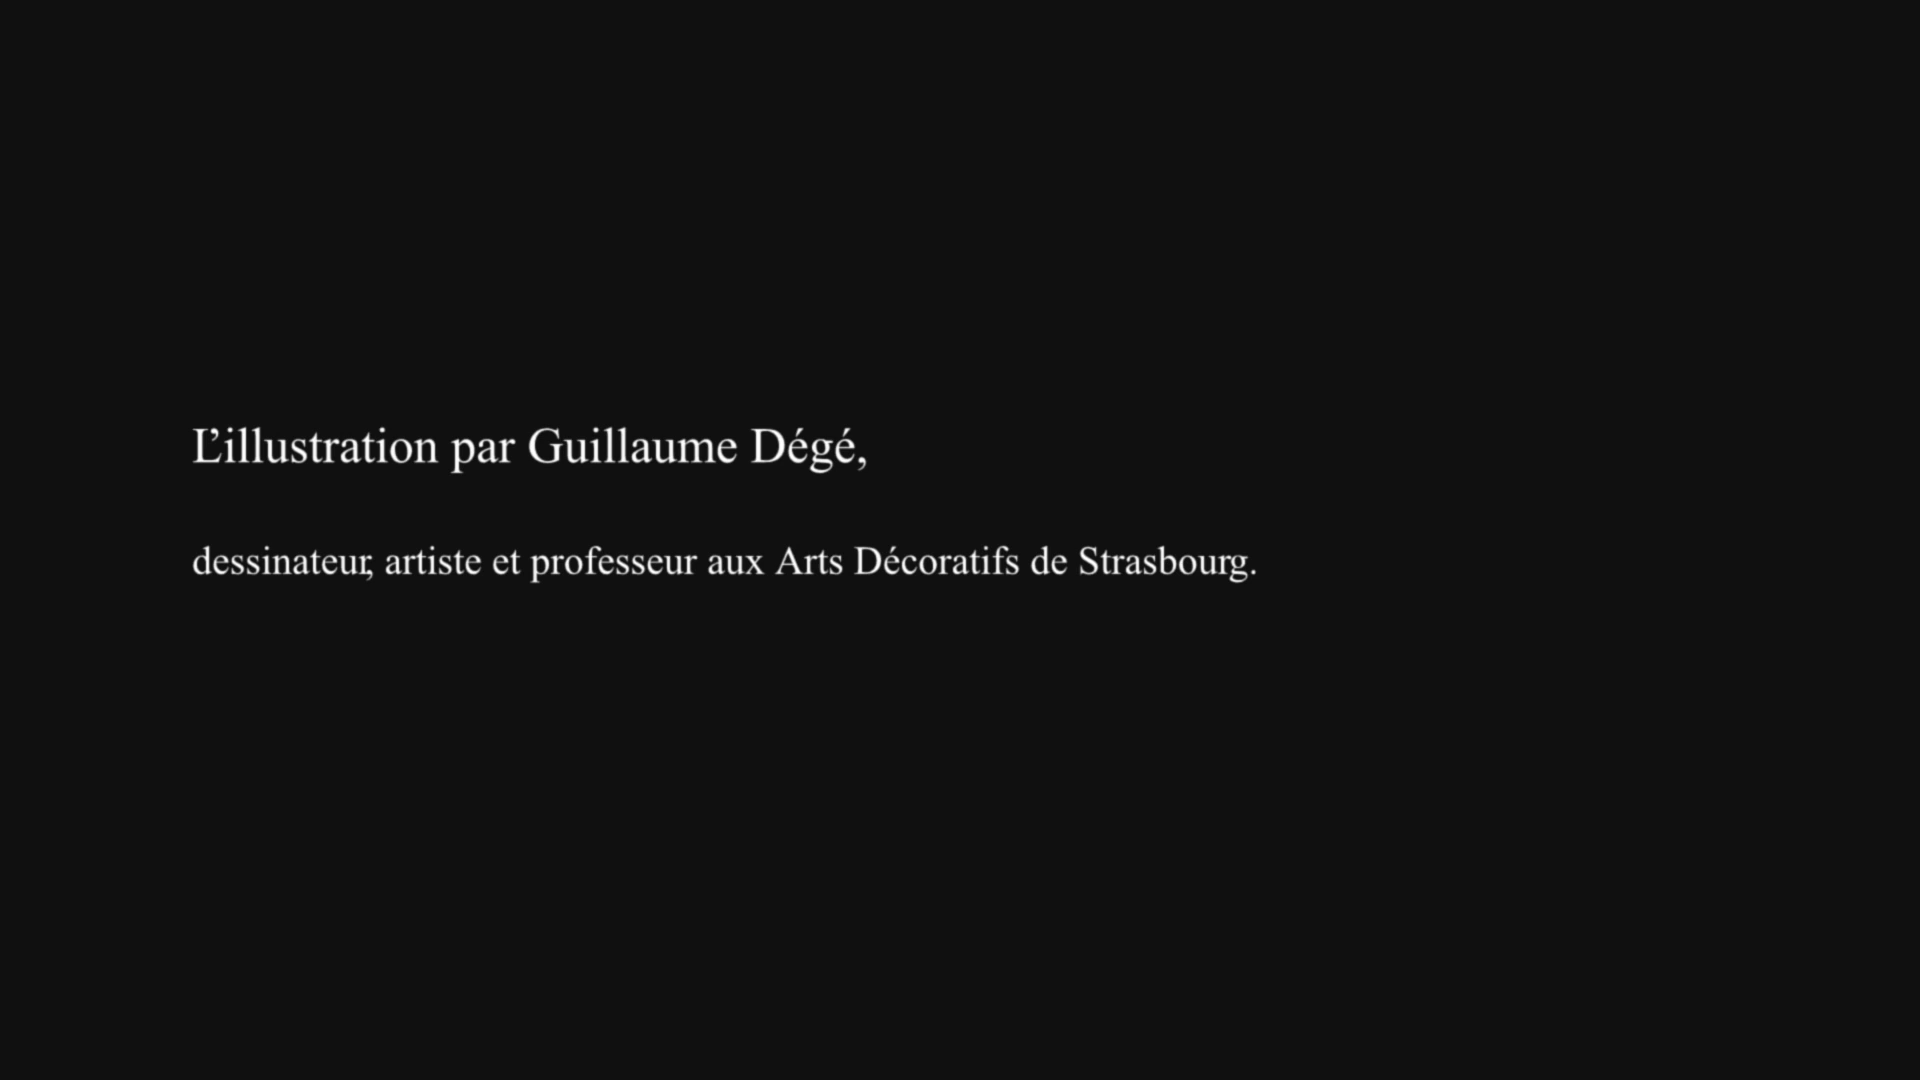 L’illustration par Guillaume Dégé,
dessinateur, artiste et professeur aux Arts Décoratifs de Strasbourg.